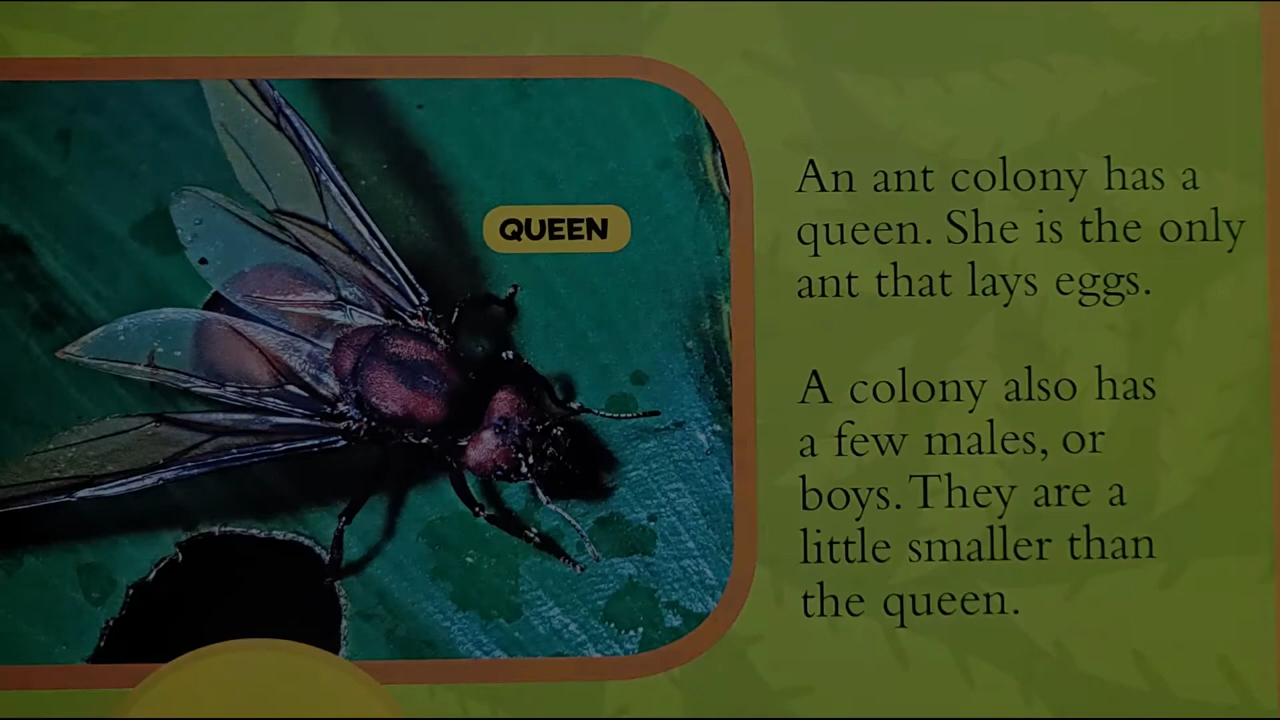 QUEEN
An ant colony has a
queen. She is the only
ant that lays eggs.
A colony also has
a few males, or
boys. They are a
little smaller than
the queen.